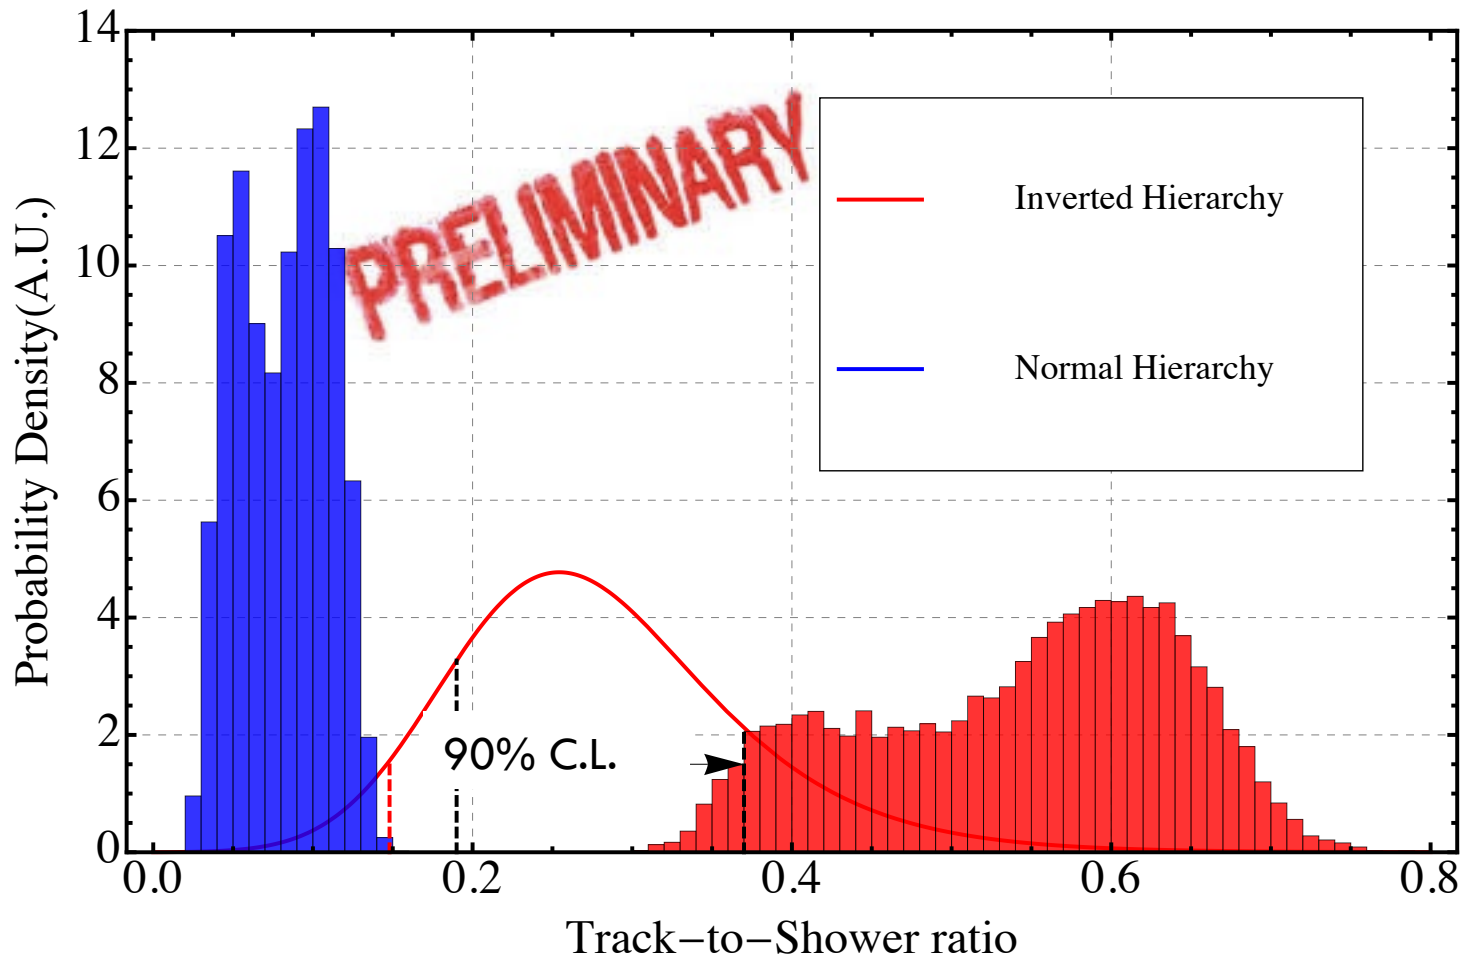 14
12
10
8
6
4
2
0
Probability Density(A.U.)
PRELIMINARY
Inverted Hierarchy
Normal Hierarchy
90% C.L.
0.0 0.2 0.4 0.6 0.8
Track−to−Shower ratio